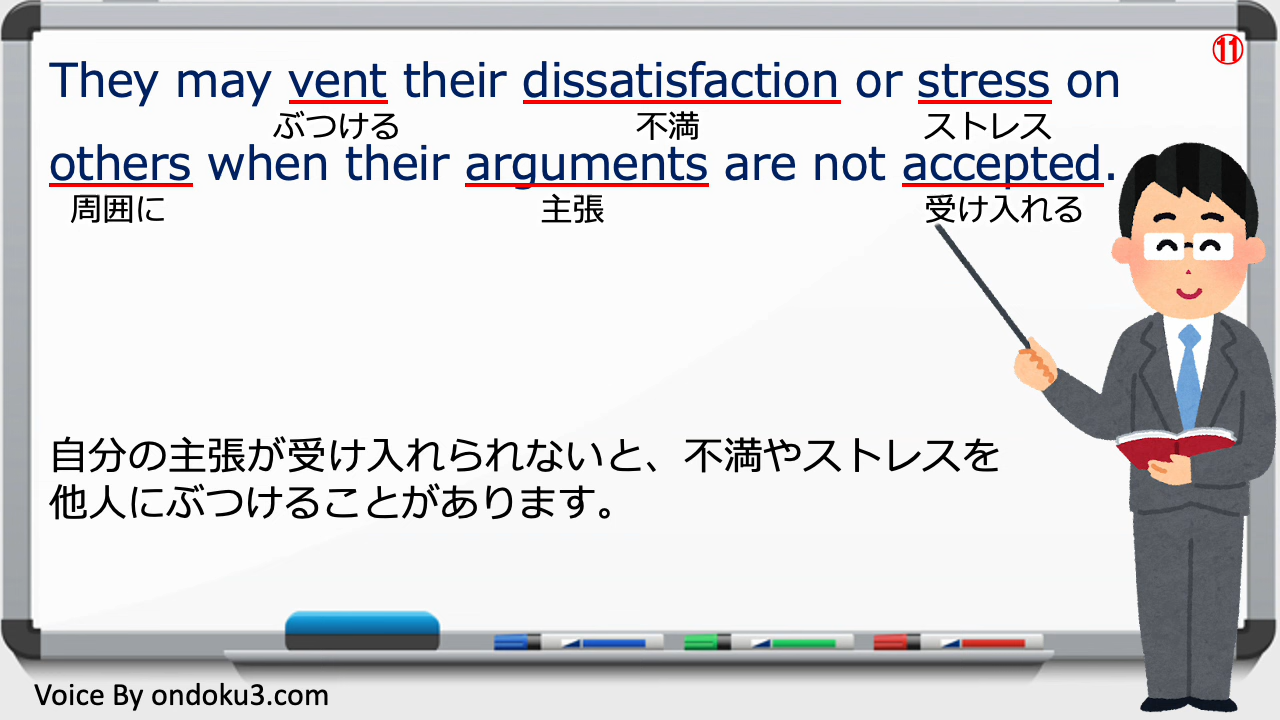 ⑪
They may vent their dissatisfaction or stress on
ぶつける 不満 ストレス
others when their arguments are not accepted.
周囲に 主張 受け入れる
自分の主張が受け入れられないと、不満やストレスを
他人にぶつけることがあります。
Voice By ondoku3.com